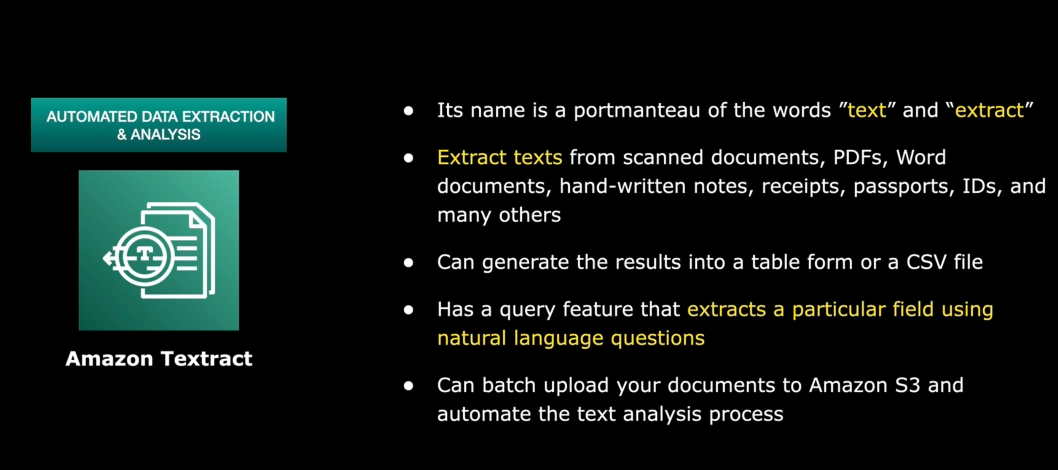 AUTOMATED DATA EXTRACTION
& ANALYSIS
T
Amazon Textract
● Its name is a portmanteau of the words ”text” and “extract”
● Extract texts from scanned documents, PDFs, Word
documents, hand-written notes, receipts, passports, IDs, and
many others
● Can generate the results into a table form or a CSV file
● Has a query feature that extracts a particular field using
natural language questions
● Can batch upload your documents to Amazon S3 and
automate the text analysis process